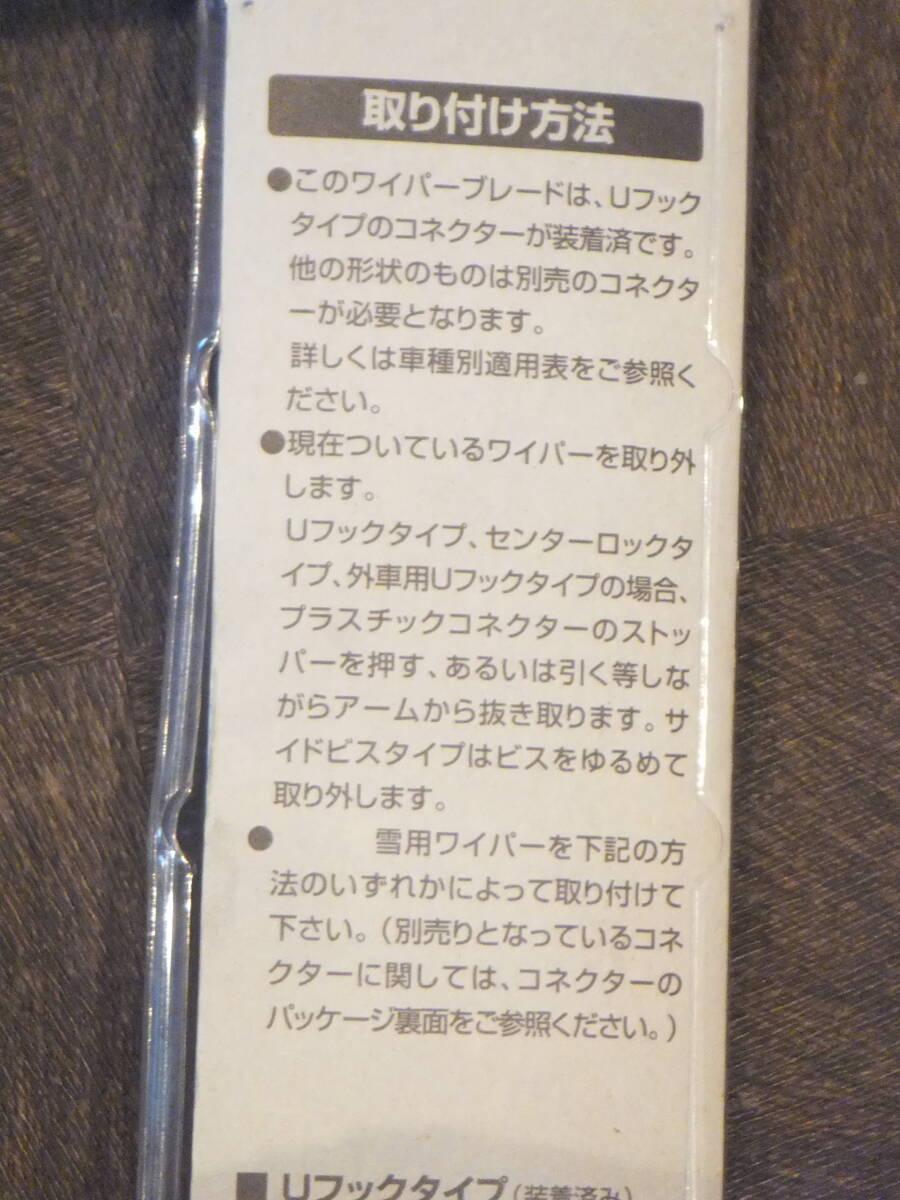 取り付け方法
●このワイパーブレードは、Uフック
タイプのコネクターが装着済です。
他の形状のものは別売のコネクタ
ーが必要となります。
詳しくは車種別適用表をご参照く
ださい。
●現在ついているワイパーを取り外
します。
Uフックタイプ、センターロックタ
イプ、外車用Uフックタイプの場合、
プラスチックコネクターのストッ
パーを押す、あるいは引く等しな
がらアームから抜き取ります。サ
イドビスタイプはビスをゆるめて
取り外します。
● 雪用ワイパーを下記の方
法のいずれかによって取り付けて
下さい。(別売りとなっているコネ
クターに関しては、コネクターの
パッケージ裏面をご参照ください。)
■Uフックタイプ(装着済み)